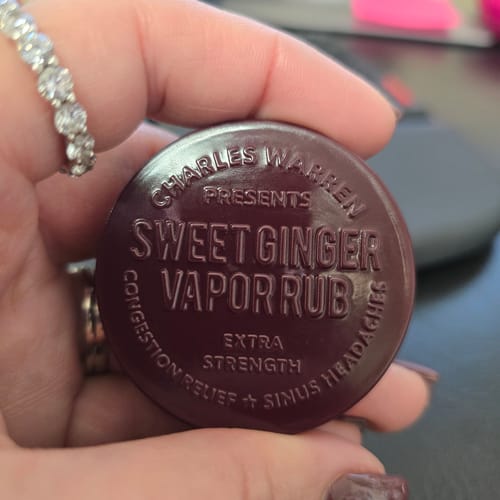 CHARLES WARREN
PRESENTS
SWEET GINGER
VAPOR RUB
EXTRA
STRENGTH
CONGESTION RELIEF ☆ SINUS HEADACHES